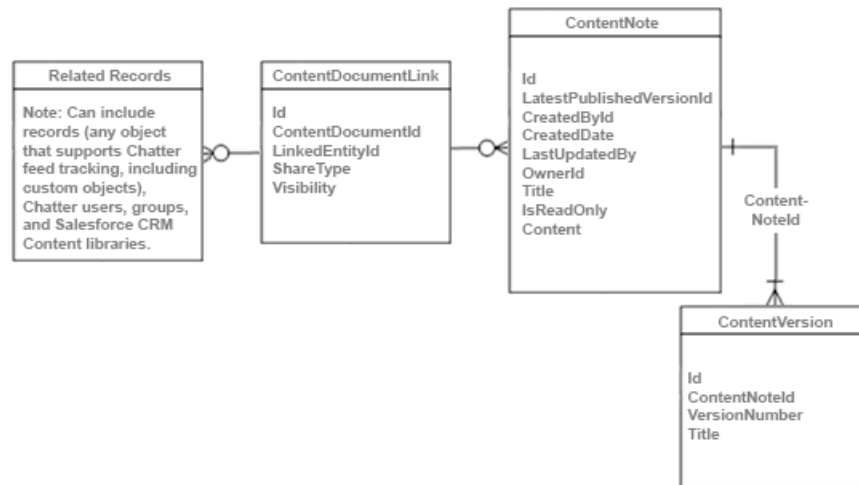 Related Records
Note: Can include
records (any object
that supports Chatter
feed tracking, including
custom objects),
Chatter users, groups,
and Salesforce CRM
Content libraries.
ContentDocumentLink
Id
ContentDocumentId
LinkedEntityId
ShareType
Visibility
ContentNote
Id
LatestPublishedVersionId
CreatedById
CreatedDate
LastUpdatedBy
OwnerId
Title
IsReadOnly
Content
Content-
NoteId
ContentVersion
Id
ContentNoteId
VersionNumber
Title